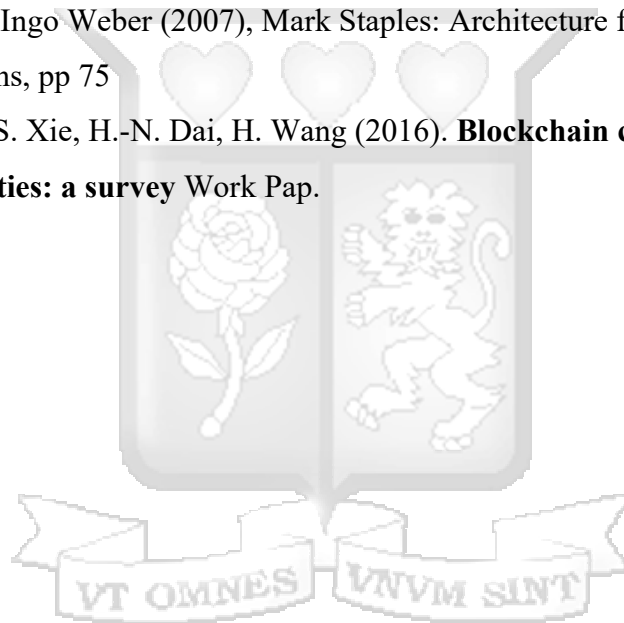 Ingo Weber (2007), Mark Staples: Architecture f
ns, pp 75
S. Xie, H.-N. Dai, H. Wang (2016). Blockchain c
ties: a survey Work Pap.
VT OMNES VNVM SINT